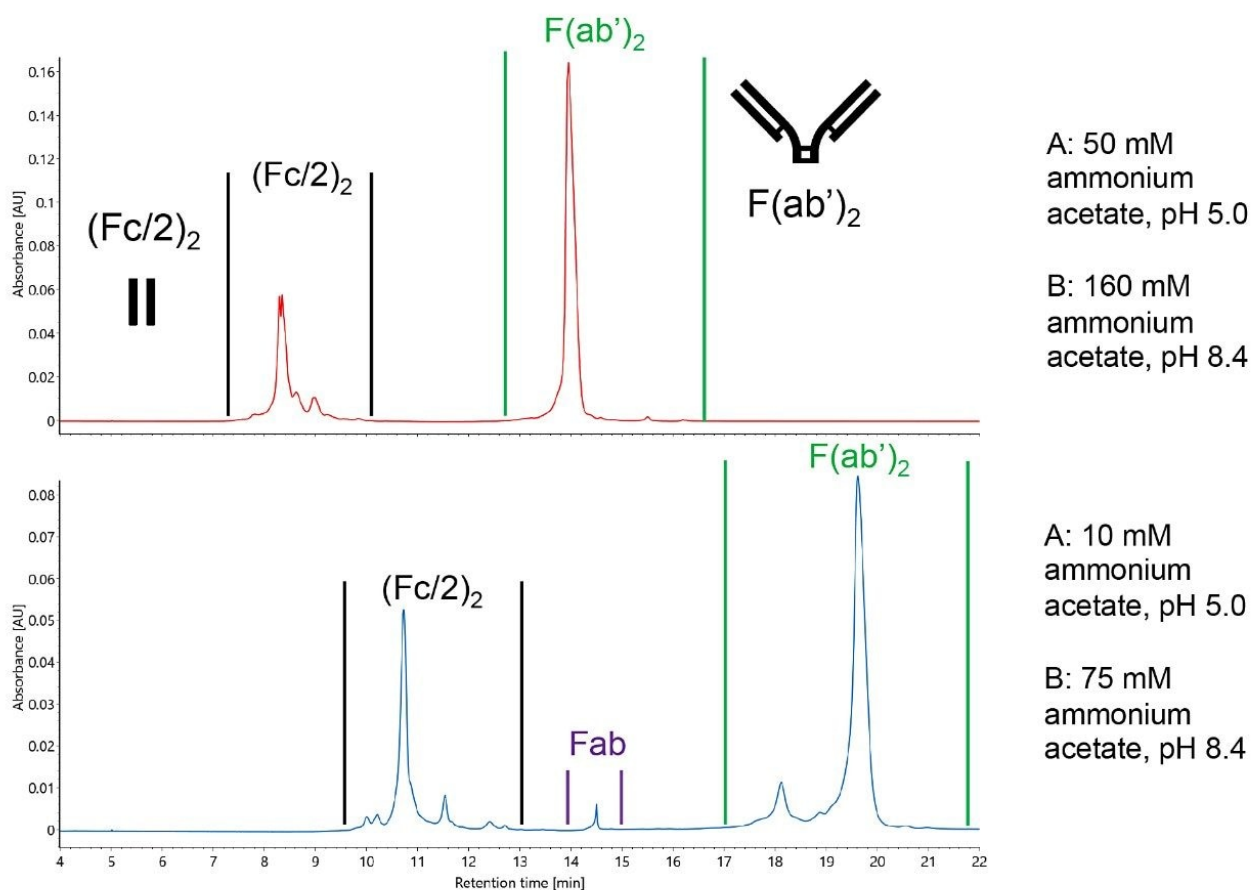 F(ab’)₂
Absorbance [AU]
0.16
0.14
0.12
0.1
0.08
0.06
0.04
0.02
0
(Fc/2)₂
(Fc/2)₂
F(ab’)₂
A: 50 mM
ammonium
acetate, pH 5.0
B: 160 mM
ammonium
acetate, pH 8.4
F(ab’)₂
Absorbance [AU]
0.08
0.07
0.06
0.05
0.04
0.03
0.02
0.01
0
(Fc/2)₂
Fab
A: 10 mM
ammonium
acetate, pH 5.0
B: 75 mM
ammonium
acetate, pH 8.4
4 5 6 7 8 9 10 11 12 13 14 15 16 17 18 19 20 21 22
Retention time [min]